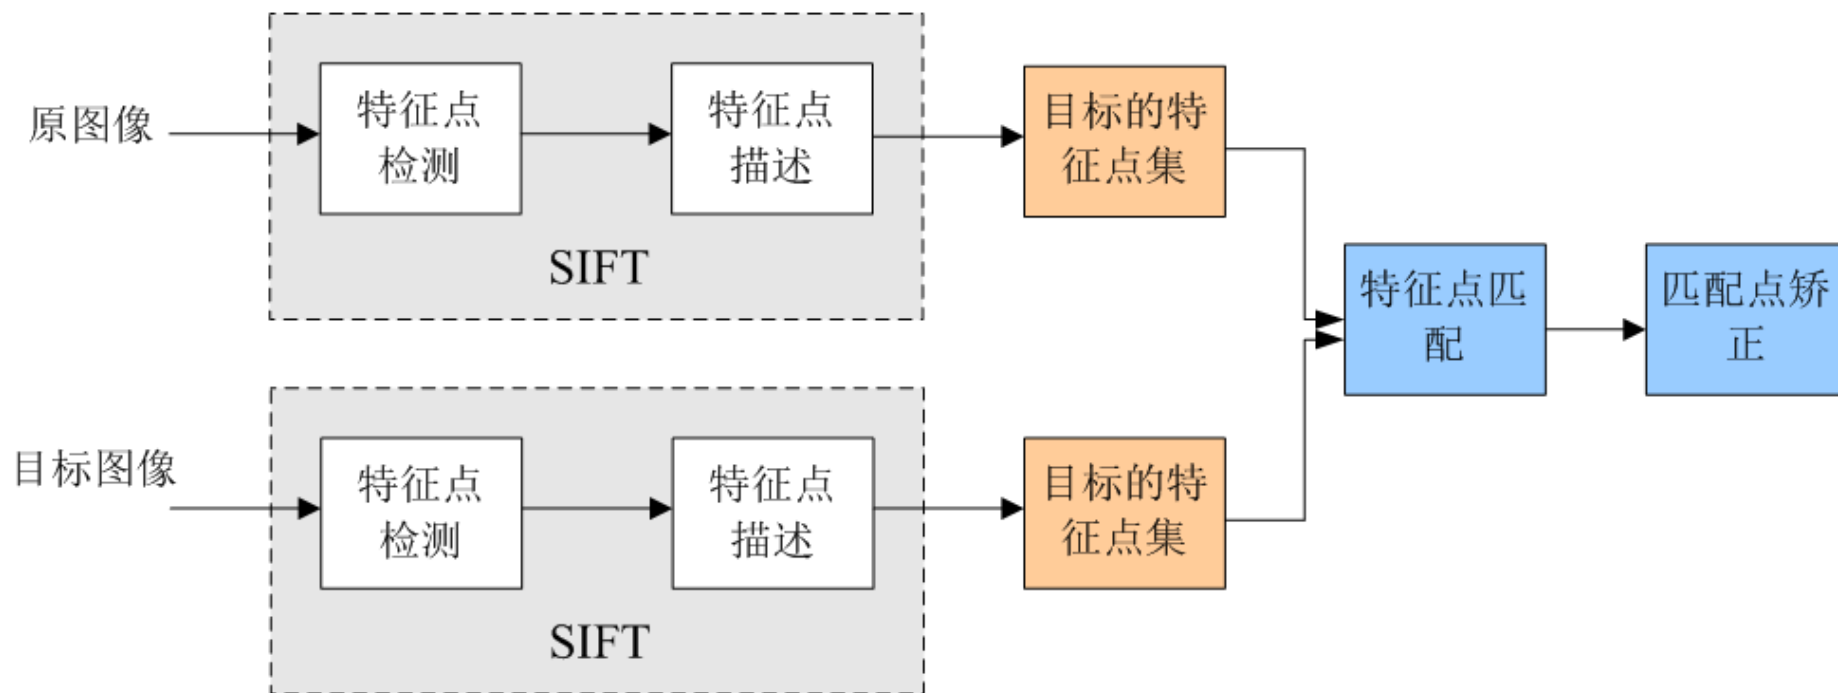 原图像
特征点
检测
特征点
描述
SIFT
目标的特
征点集
目标图像
特征点
检测
特征点
描述
SIFT
目标的特
征点集
特征点匹
配
匹配点矫
正